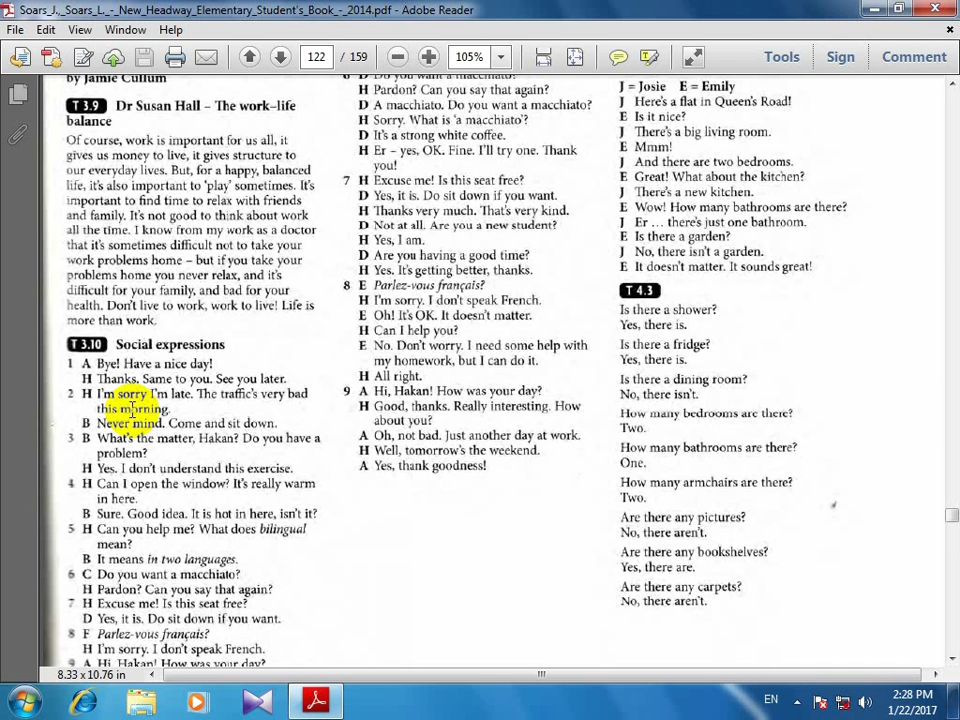 Soars_J.,_Soars_L._-_New_Headway_Elementary_Student's_Book_-_2014.pdf - Adobe Reader
File Edit View Window Help
122 / 159 105% Tools Sign Comment
by Jamie Cullum
T 3.9 Dr Susan Hall – The work–life
balance
Of course, work is important for us all, it
gives us money to live, it gives structure to
our everyday lives. But, for a happy, balanced
life, it's also important to 'play' sometimes. It's
important to find time to relax with friends
and family. It's not good to think about work
all the time. I know from my work as a doctor
that it's sometimes difficult not to take your
work problems home – but if you take your
problems home you never relax, and it's
difficult for your family, and bad for your
health. Don't live to work, work to live! Life is
more than work.
T 3.10 Social expressions
1 A Bye! Have a nice day!
H Thanks. Same to you. See you later.
2 H I'm sorry I'm late. The traffic's very bad
this morning.
B Never mind. Come and sit down.
3 B What's the matter, Hakan? Do you have a
problem?
H Yes. I don't understand this exercise.
4 H Can I open the window? It's really warm
in here.
B Sure. Good idea. It is hot in here, isn't it?
5 H Can you help me? What does bilingual
mean?
B It means in two languages.
6 C Do you want a macchiato?
H Pardon? Can you say that again?
7 H Excuse me! Is this seat free?
D Yes, it is. Do sit down if you want.
8 F Parlez-vous français?
H I'm sorry. I don't speak French.
9 A Hi, Hakan! How was your day?
6 D Do you want a macchiato?
H Pardon? Can you say that again?
D A macchiato. Do you want a macchiato?
H Sorry. What is 'a macchiato'?
D It's a strong white coffee.
H Er – yes, OK. Fine. I'll try one. Thank
you!
7 H Excuse me! Is this seat free?
D Yes, it is. Do sit down if you want.
H Thanks very much. That's very kind.
D Not at all. Are you a new student?
H Yes, I am.
D Are you having a good time?
H Yes. It's getting better, thanks.
8 E Parlez-vous français?
H I'm sorry. I don't speak French.
E Oh! It's OK. It doesn't matter.
H Can I help you?
E No. Don't worry. I need some help with
my homework, but I can do it.
H All right.
9 A Hi, Hakan! How was your day?
H Good, thanks. Really interesting. How
about you?
A Oh, not bad. Just another day at work.
H Well, tomorrow's the weekend.
A Yes, thank goodness!
J = Josie E = Emily
J Here's a flat in Queen's Road!
E Is it nice?
J There's a big living room.
E Mmm!
J And there are two bedrooms.
E Great! What about the kitchen?
J There's a new kitchen.
E Wow! How many bathrooms are there?
J Er … there's just one bathroom.
E Is there a garden?
J No, there isn't a garden.
E It doesn't matter. It sounds great!
T 4.3
Is there a shower?
Yes, there is.
Is there a fridge?
Yes, there is.
Is there a dining room?
No, there isn't.
How many bedrooms are there?
Two.
How many bathrooms are there?
One.
How many armchairs are there?
Two.
Are there any pictures?
No, there aren't.
Are there any bookshelves?
Yes, there are.
Are there any carpets?
No, there aren't.
8.33 x 10.76 in
EN 2:28 PM
1/22/2017